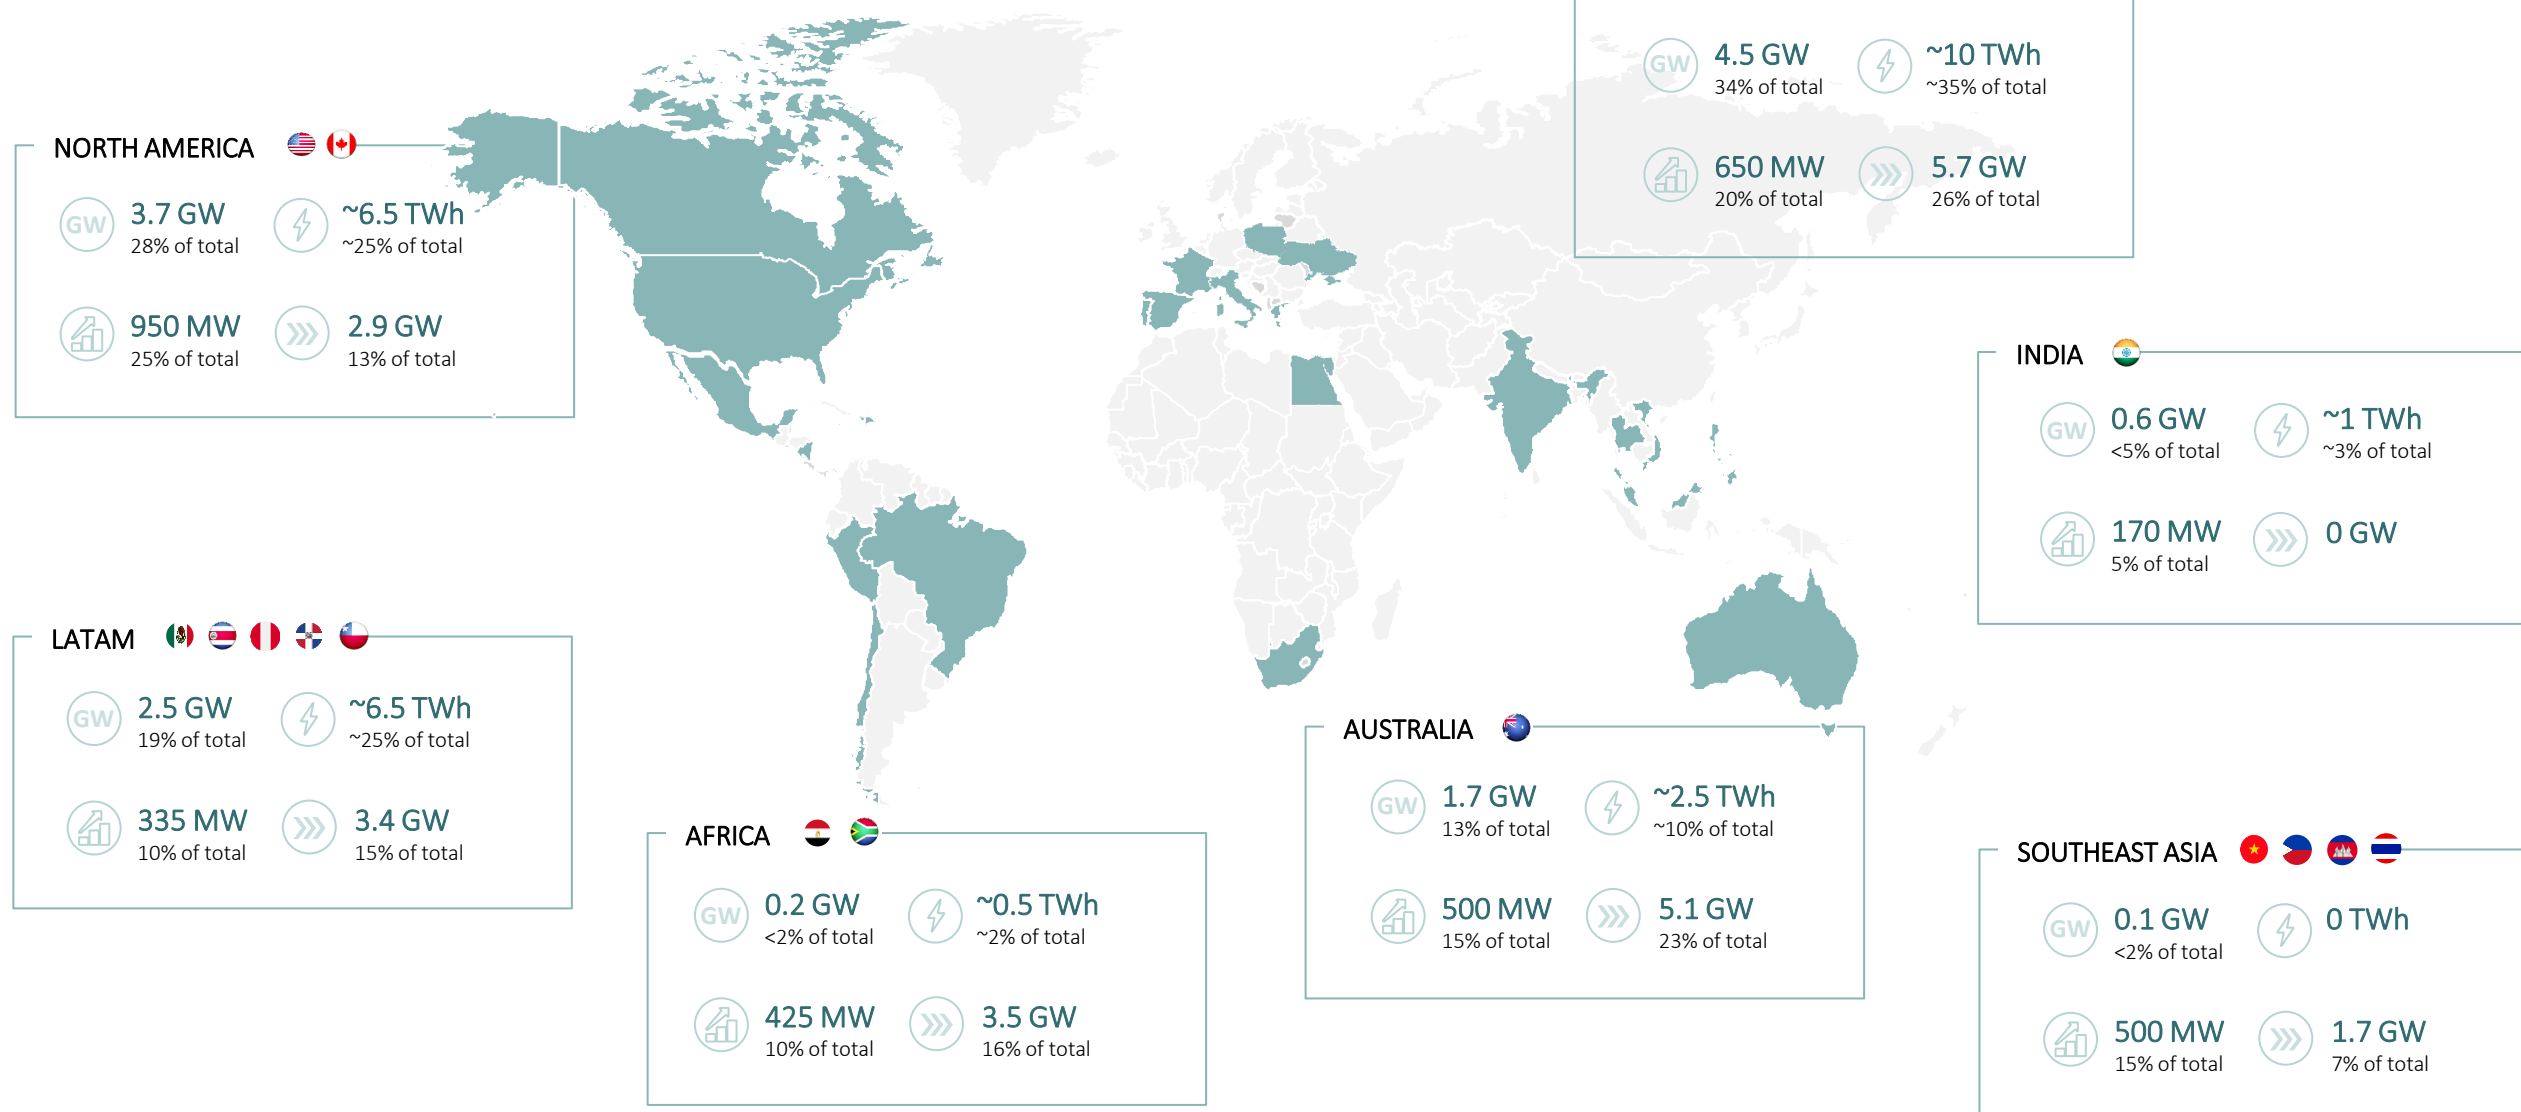 GW
4.5 GW
34% of total
~10 TWh
~35% of total
650 MW
20% of total
5.7 GW
26% of total
NORTH AMERICA
GW
3.7 GW
28% of total
~6.5 TWh
~25% of total
950 MW
25% of total
2.9 GW
13% of total
INDIA
GW
0.6 GW
<5% of total
~1 TWh
~3% of total
170 MW
5% of total
0 GW
LATAM
GW
2.5 GW
19% of total
~6.5 TWh
~25% of total
335 MW
10% of total
3.4 GW
15% of total
AFRICA
GW
0.2 GW
<2% of total
~0.5 TWh
~2% of total
425 MW
10% of total
3.5 GW
16% of total
AUSTRALIA
GW
1.7 GW
13% of total
~2.5 TWh
~10% of total
500 MW
15% of total
5.1 GW
23% of total
SOUTHEAST ASIA
GW
0.1 GW
<2% of total
0 TWh
500 MW
15% of total
1.7 GW
7% of total